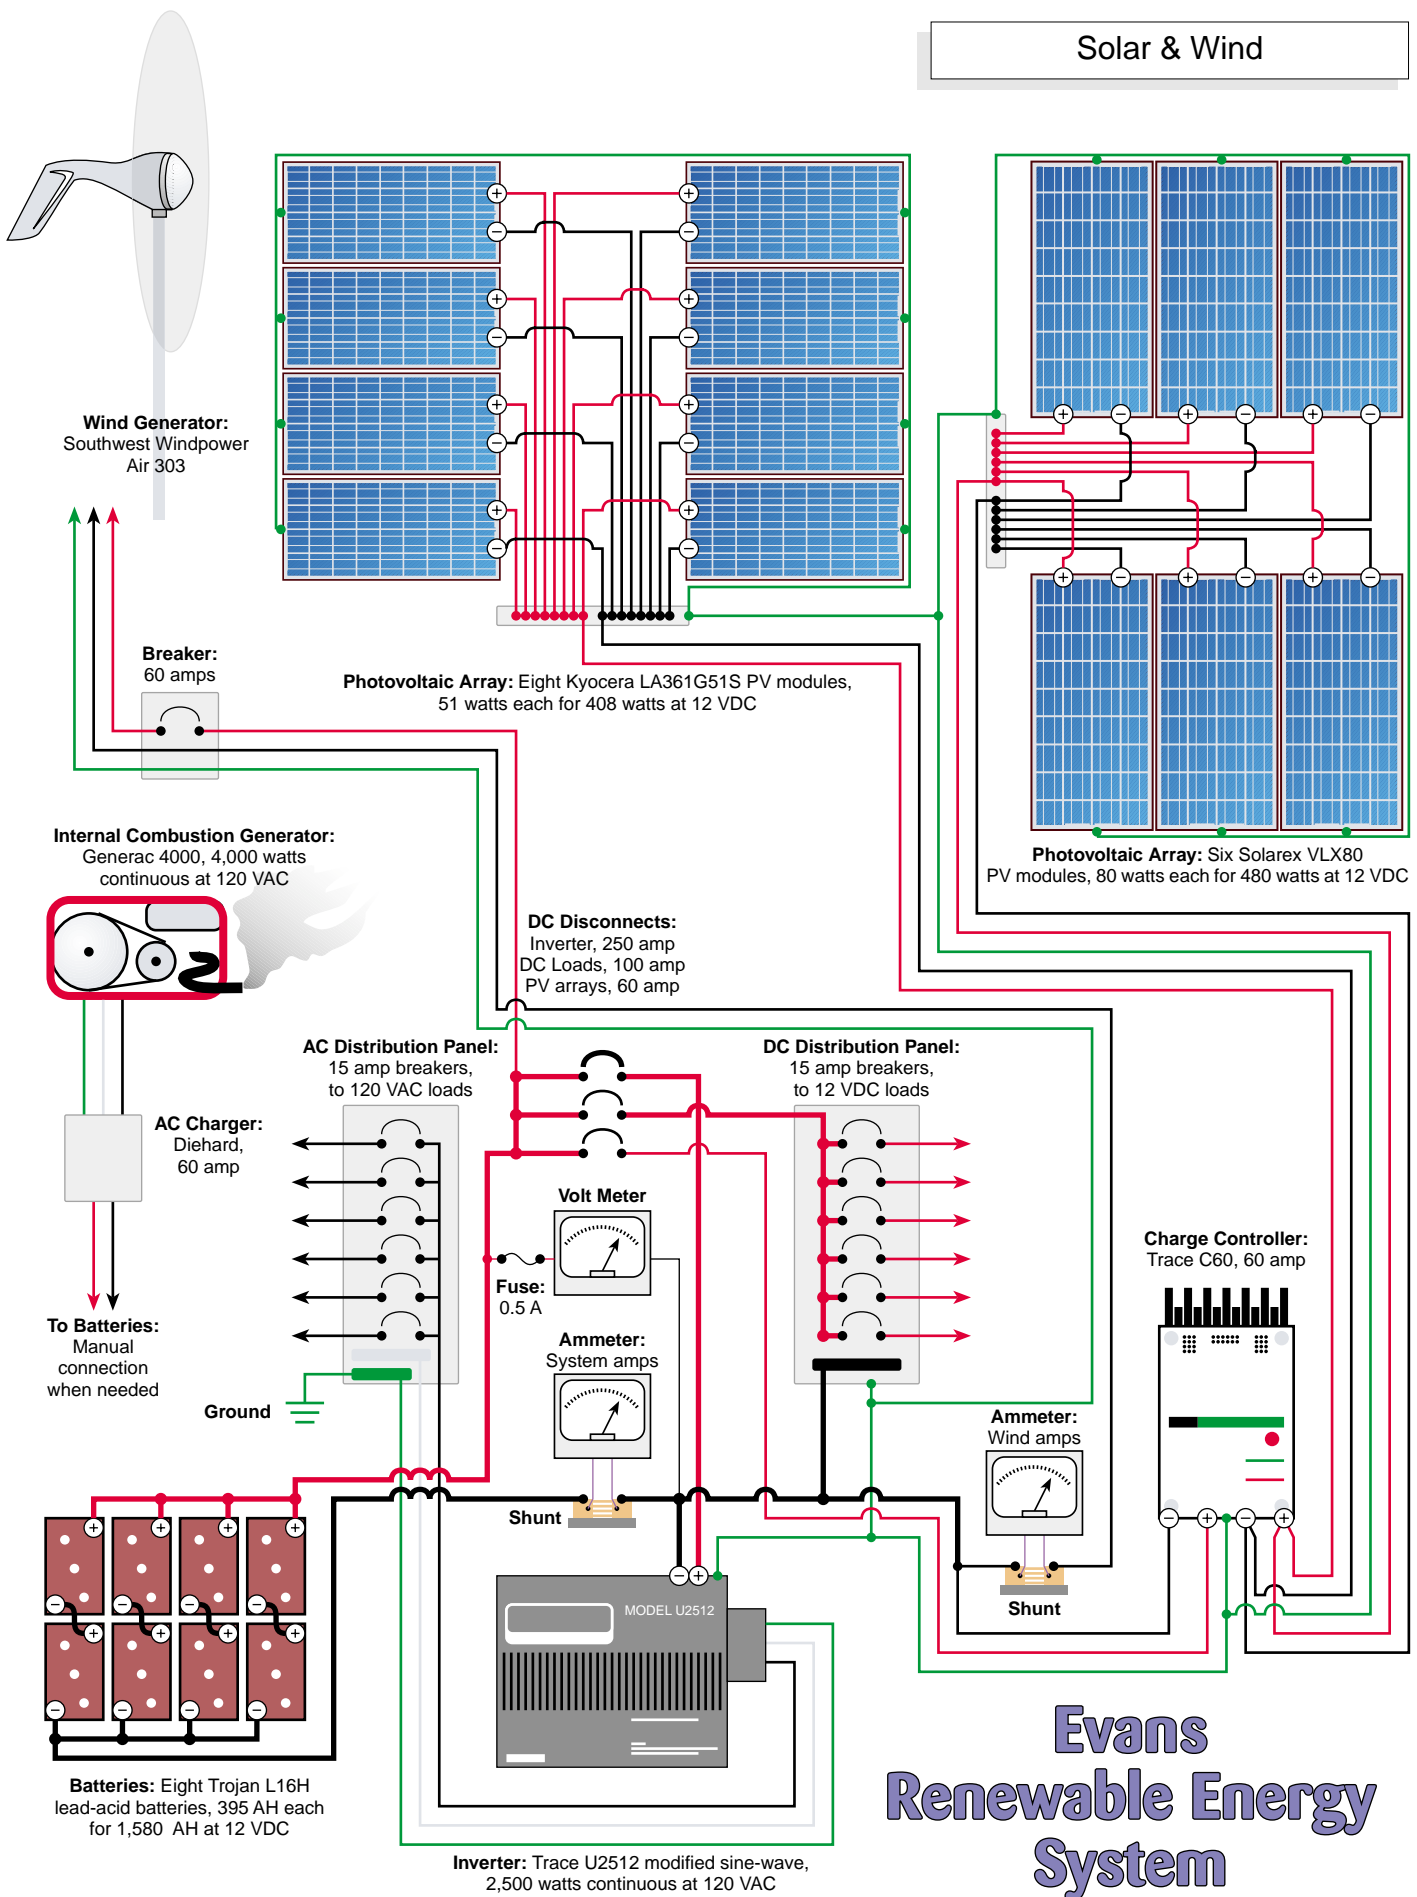 Solar & Wind
Wind Generator:
Southwest Windpower
Air 303
Breaker:
60 amps
Photovoltaic Array: Eight Kyocera LA361G51S PV modules,
51 watts each for 408 watts at 12 VDC
Internal Combustion Generator:
Generac 4000, 4,000 watts
continuous at 120 VAC
Photovoltaic Array: Six Solarex VLX80
PV modules, 80 watts each for 480 watts at 12 VDC
DC Disconnects:
Inverter, 250 amp
DC Loads, 100 amp
PV arrays, 60 amp
AC Distribution Panel:
15 amp breakers,
to 120 VAC loads
DC Distribution Panel:
15 amp breakers,
to 12 VDC loads
AC Charger:
Diehard,
60 amp
Volt Meter
Fuse:
0.5 A
Charge Controller:
Trace C60, 60 amp
To Batteries:
Manual
connection
when needed
Ammeter:
System amps
Ground
Ammeter:
Wind amps
Shunt
Shunt
MODEL U2512
Batteries: Eight Trojan L16H
lead-acid batteries, 395 AH each
for 1,580 AH at 12 VDC
Inverter: Trace U2512 modified sine-wave,
2,500 watts continuous at 120 VAC
Evans
Renewable Energy
System